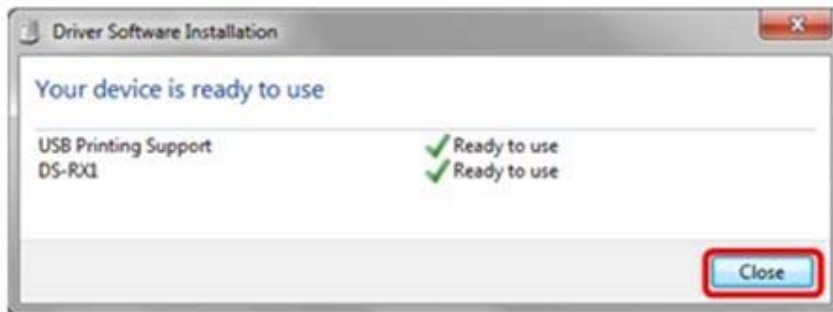 Driver Software Installation
Your device is ready to use
USB Printing Support Ready to use
DS-RX1 Ready to use
Close